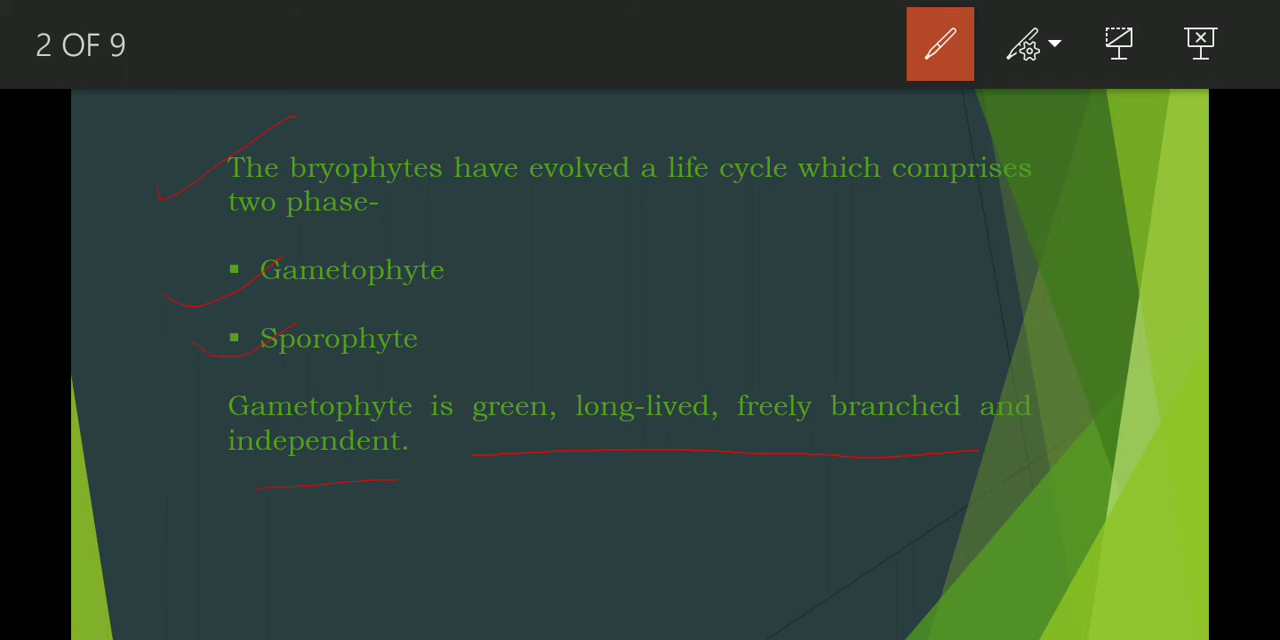 2 OF 9
The bryophytes have evolved a life cycle which comprises
two phase-
▪ Gametophyte
▪ Sporophyte
Gametophyte is green, long-lived, freely branched and
independent.